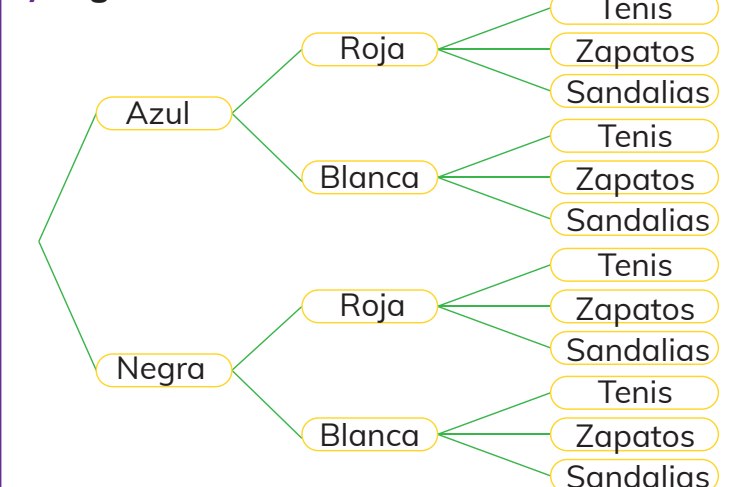 Tenis
Roja
Zapatos
Sandalias
Azul
Tenis
Blanca
Zapatos
Sandalias
Tenis
Roja
Zapatos
Sandalias
Negra
Tenis
Blanca
Zapatos
Sandalias